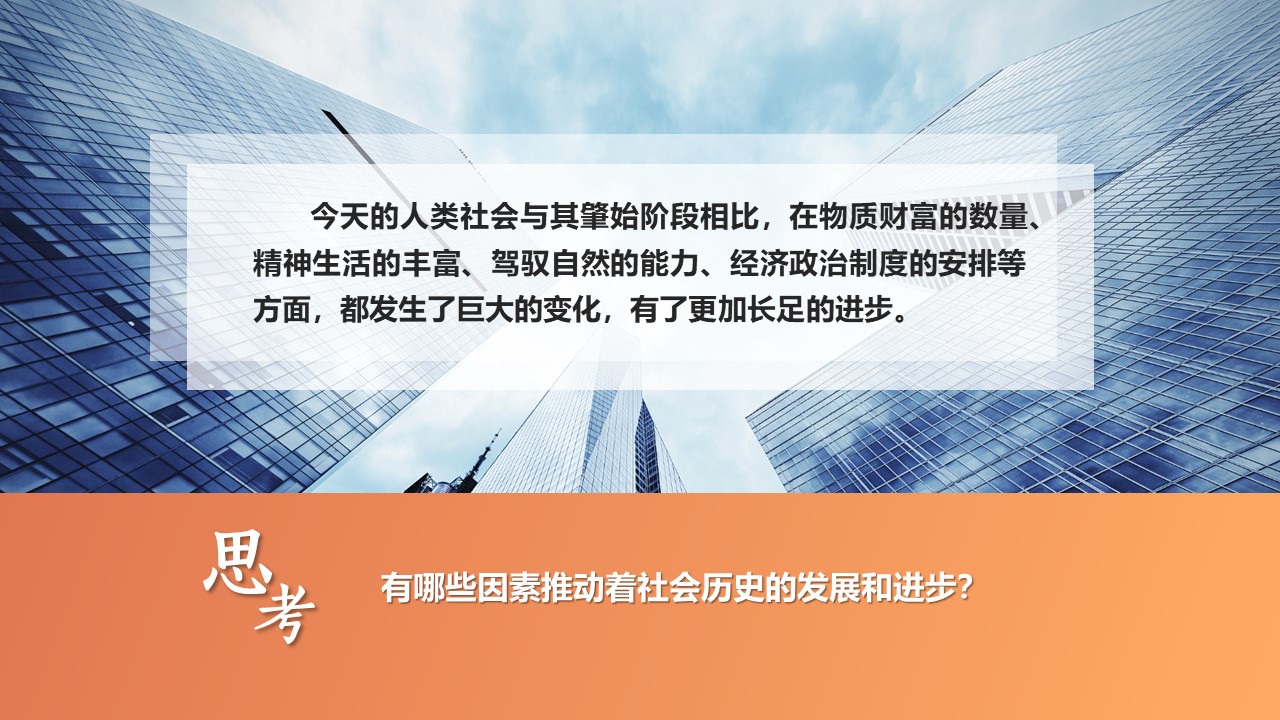 今天的人类社会与其肇始阶段相比，在物质财富的数量、
精神生活的丰富、驾驭自然的能力、经济政治制度的安排等
方面，都发生了巨大的变化，有了更加长足的进步。
思考
有哪些因素推动着社会历史的发展和进步？